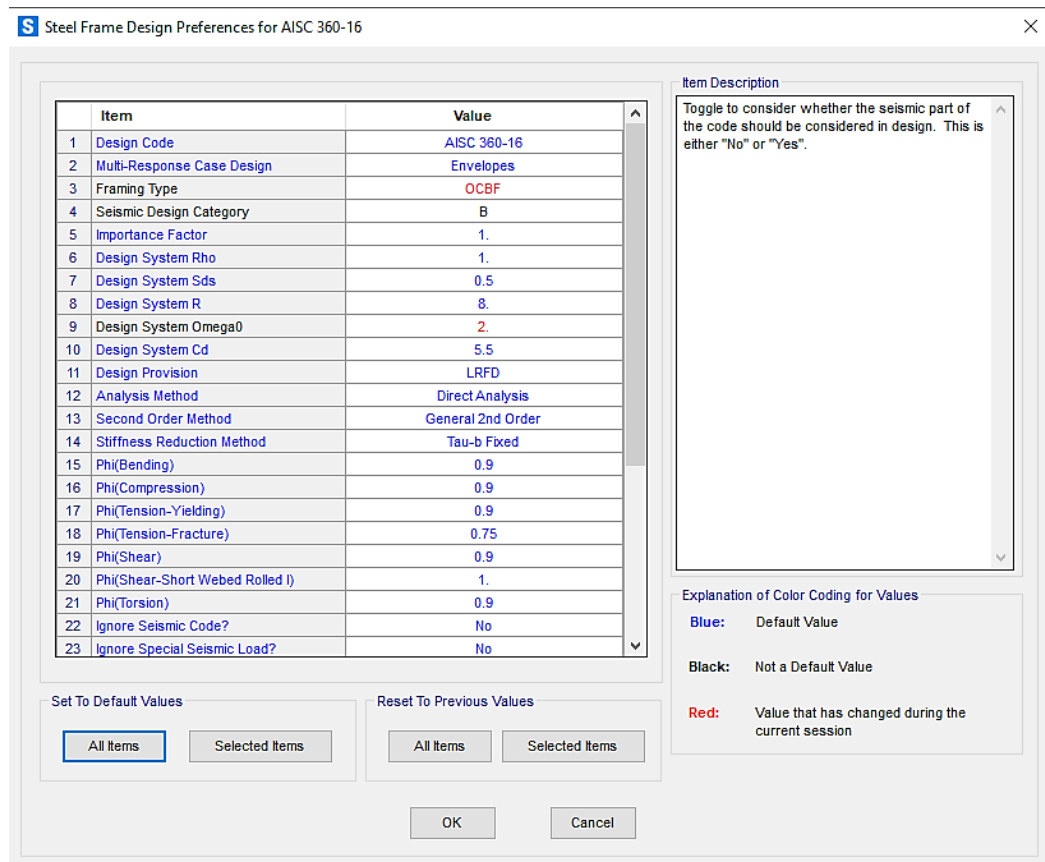 S Steel Frame Design Preferences for AISC 360-16
Item Value
1 Design Code AISC 360-16
2 Multi-Response Case Design Envelopes
3 Framing Type OCBF
4 Seismic Design Category B
5 Importance Factor 1.
6 Design System Rho 1.
7 Design System Sds 0.5
8 Design System R 8.
9 Design System Omega0 2.
10 Design System Cd 5.5
11 Design Provision LRFD
12 Analysis Method Direct Analysis
13 Second Order Method General 2nd Order
14 Stiffness Reduction Method Tau-b Fixed
15 Phi(Bending) 0.9
16 Phi(Compression) 0.9
17 Phi(Tension-Yielding) 0.9
18 Phi(Tension-Fracture) 0.75
19 Phi(Shear) 0.9
20 Phi(Shear-Short Webed Rolled I) 1.
21 Phi(Torsion) 0.9
22 Ignore Seismic Code? No
23 Ignore Special Seismic Load? No
Item Description
Toggle to consider whether the seismic part of
the code should be considered in design. This is
either "No" or "Yes".
Explanation of Color Coding for Values
Blue: Default Value
Black: Not a Default Value
Red: Value that has changed during the
current session
Set To Default Values
All Items Selected Items
Reset To Previous Values
All Items Selected Items
OK Cancel